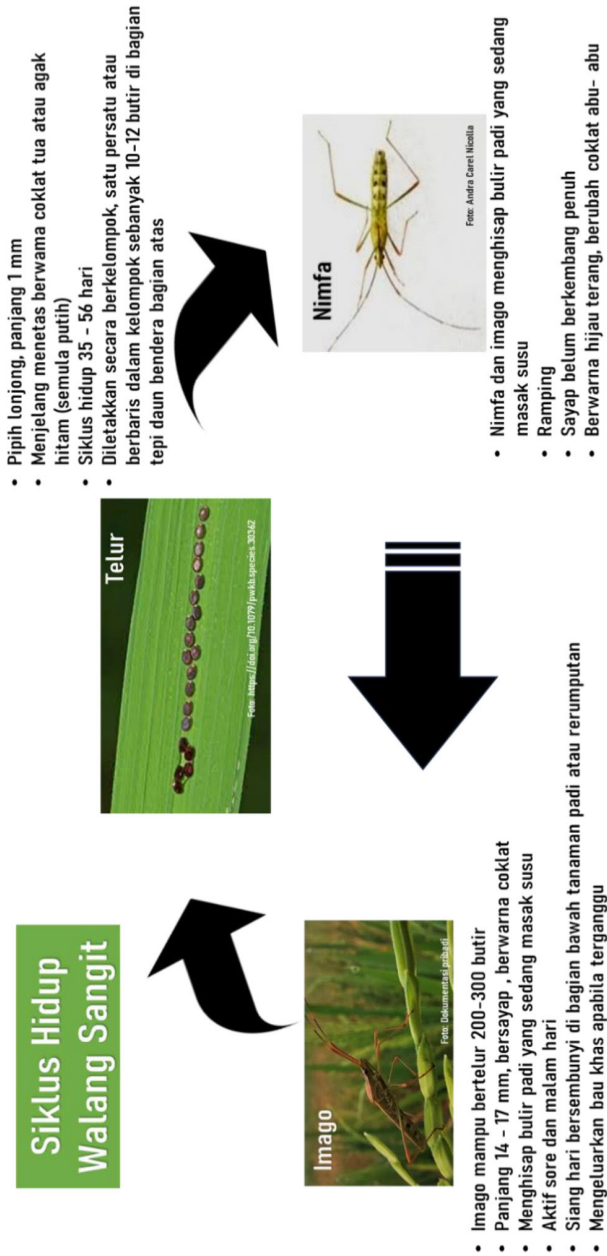 Siklus Hidup
Walang Sangit
Telur
Foto: https://doi.org/10.1079/pwkb.species.30362
• Pipih lonjong, panjang 1 mm
• Menjelang menetas berwarna coklat tua atau agak
hitam (semula putih)
• Siklus hidup 35 - 56 hari
• Diletakkan secara berkelompok, satu persatu atau
berbaris dalam kelompok sebanyak 10-12 butir di bagian
tepi daun bendera bagian atas
Nimfa
Foto: Andra Carel Nicolla
• Nimfa dan imago menghisap bulir padi yang sedang
masak susu
• Ramping
• Sayap belum berkembang penuh
• Berwarna hijau terang, berubah coklat abu- abu
Imago
Foto: Dokumentasi pribadi
• Imago mampu bertelur 200-300 butir
• Panjang 14 - 17 mm, bersayap , berwarna coklat
• Menghisap bulir padi yang sedang masak susu
• Aktif sore dan malam hari
• Siang hari bersembunyi di bagian bawah tanaman padi atau rerumputan
• Mengeluarkan bau khas apabila terganggu